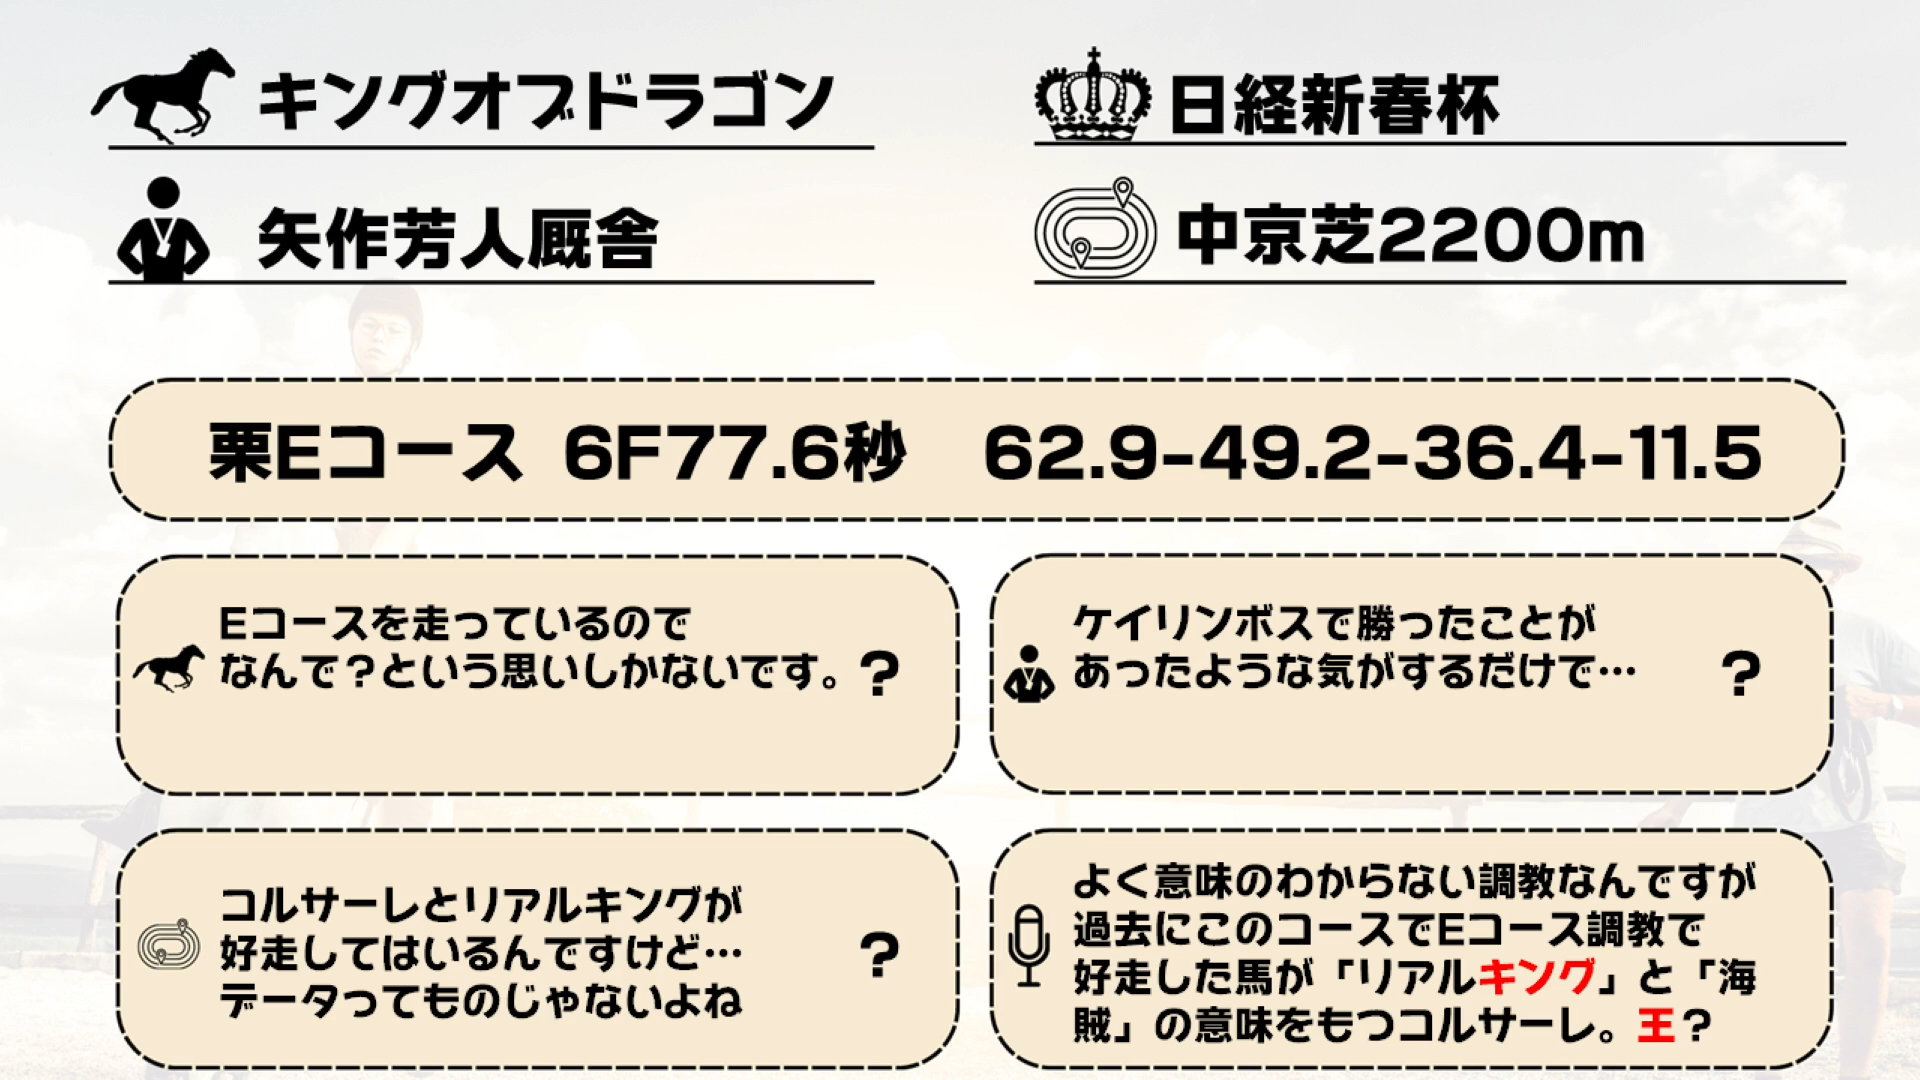 キングオブドラゴン
日経新春杯
矢作芳人厩舎
中京芝2200m
栗Eコース 6F77.6秒 62.9-49.2-36.4-11.5
Eコースを走っているので
なんで？という思いしかないです。
?
ケイリンボスで勝ったことが
あったような気がするだけで…
?
コルサーレとリアルキングが
好走してはいるんですけど…
データってものじゃないよね
?
よく意味のわからない調教なんですが
過去にこのコースでEコース調教で
好走した馬が「リアルキング」と「海
賊」の意味をもつコルサーレ。王？